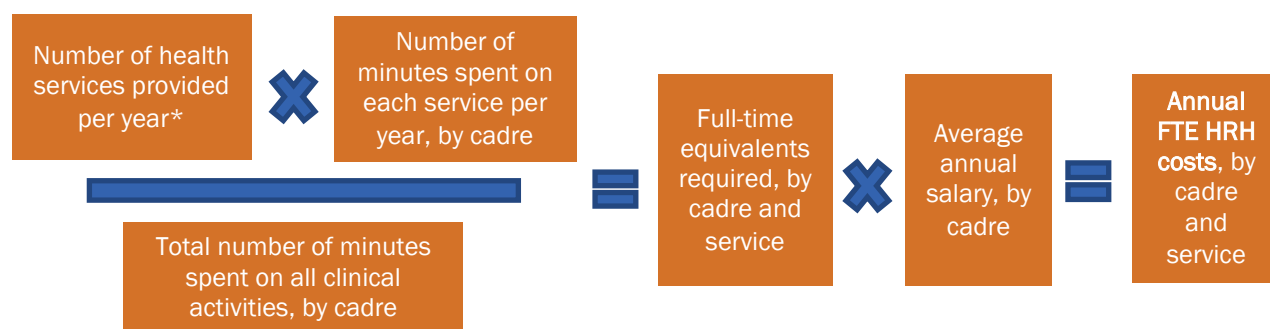 Number of health
services provided
per year*
Number of
minutes spent on
each service per
year, by cadre
Total number of minutes
spent on all clinical
activities, by cadre
Full-time
equivalents
required, by
cadre and
service
Average
annual
salary, by
cadre
Annual
FTE HRH
costs, by
cadre
and
service